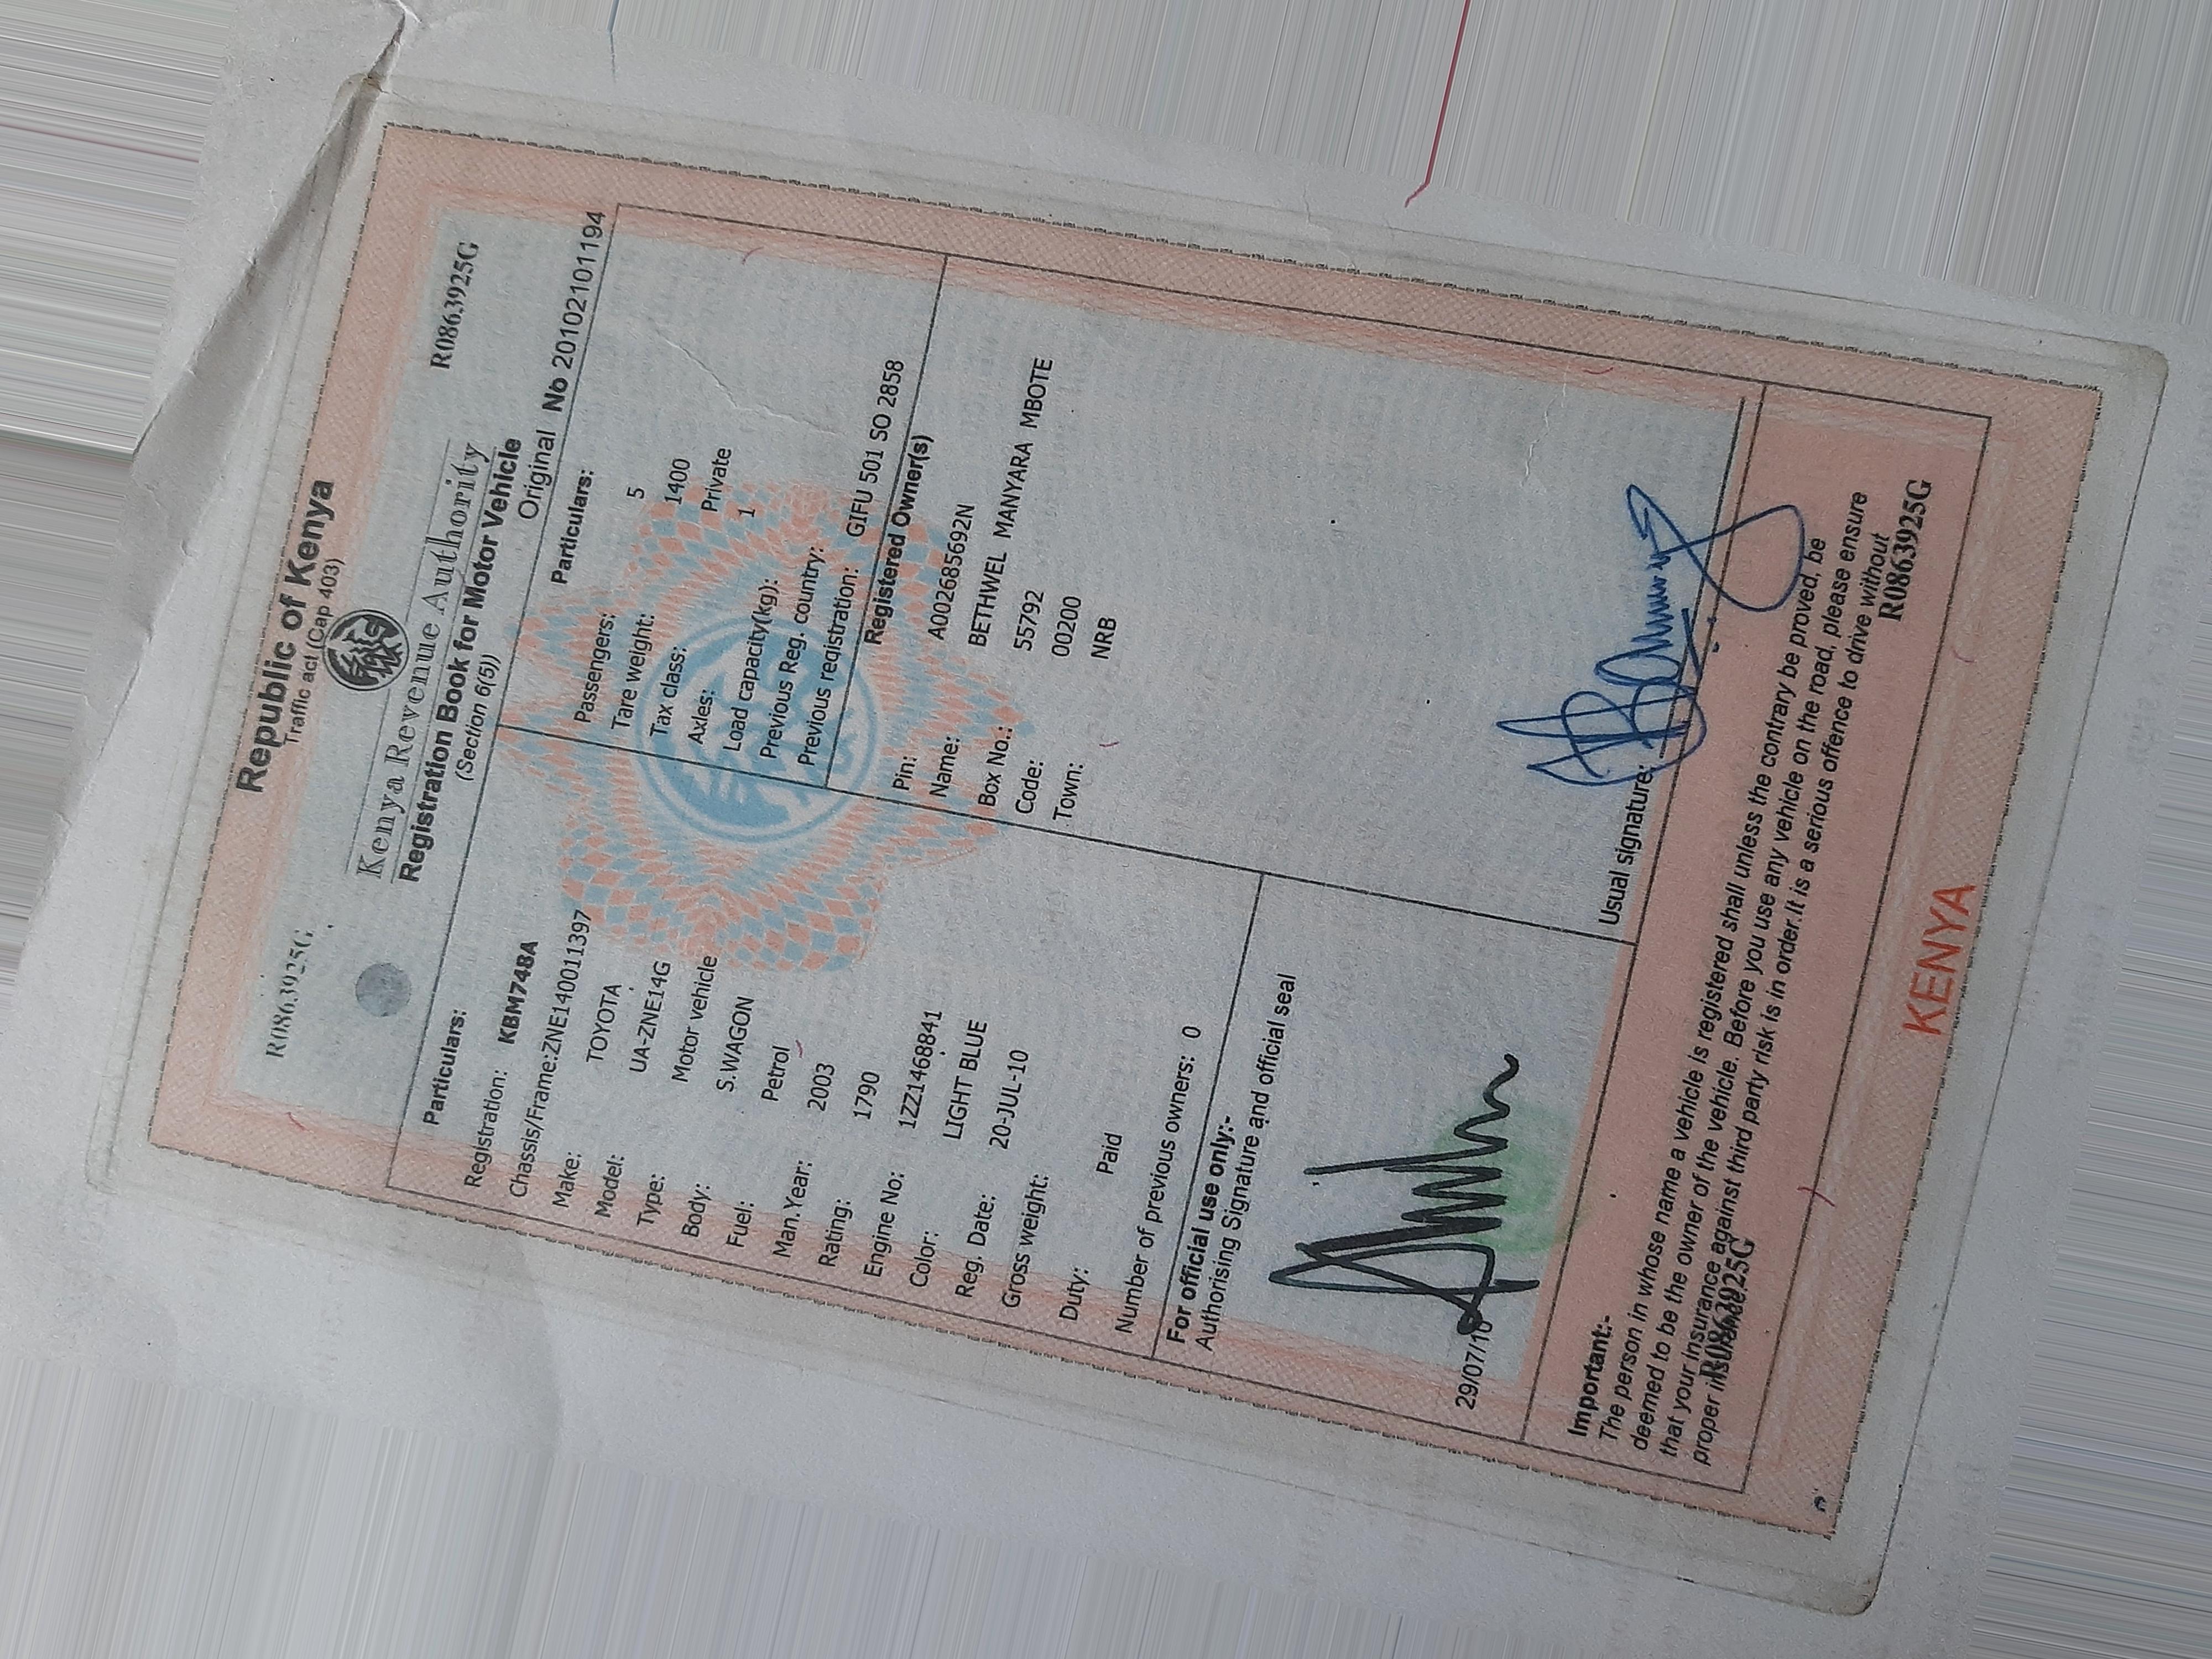 Republic of Kenya
Traffic act (Cap 403)
R0863925G
R0863925G
Kenya Revenue Authority
Registration Book for Motor Vehicle
(Section 6(5))
Original No 201021011194
Particulars:
Registration: KBM748A
Chassis/Frame:ZNE140011397
Make: TOYOTA
Model: UA-ZNE14G
Type: Motor vehicle
Body: S.WAGON
Fuel: Petrol
Man.Year: 2003
Rating: 1790
Engine No: 1ZZ1468841
Color: LIGHT BLUE
Reg. Date: 20-JUL-10
Gross weight:
Duty: Paid
Number of previous owners: 0
Particulars:
Passengers: 5
Tare weight: 1400
Tax class: Private
Axles: 1
Load capacity(kg):
Previous Reg. country:
Previous registration: GIFU 501 SO 2858
Registered Owner(s)
Pin: A002685692N
Name: BETHWEL MANYARA MBOTE
Box No.: 55792
Code: 00200
Town: NRB
For official use only:-
Authorising Signature and official seal
29/07/10
Usual signature:
Important:-
The person in whose name a vehicle is registered shall unless the contrary be proved, be
deemed to be the owner of the vehicle. Before you use any vehicle on the road, please ensure
that your insurance against third party risk is in order.It is a serious offence to drive without
proper insurance.
R0863925G
R0863925G
KENYA